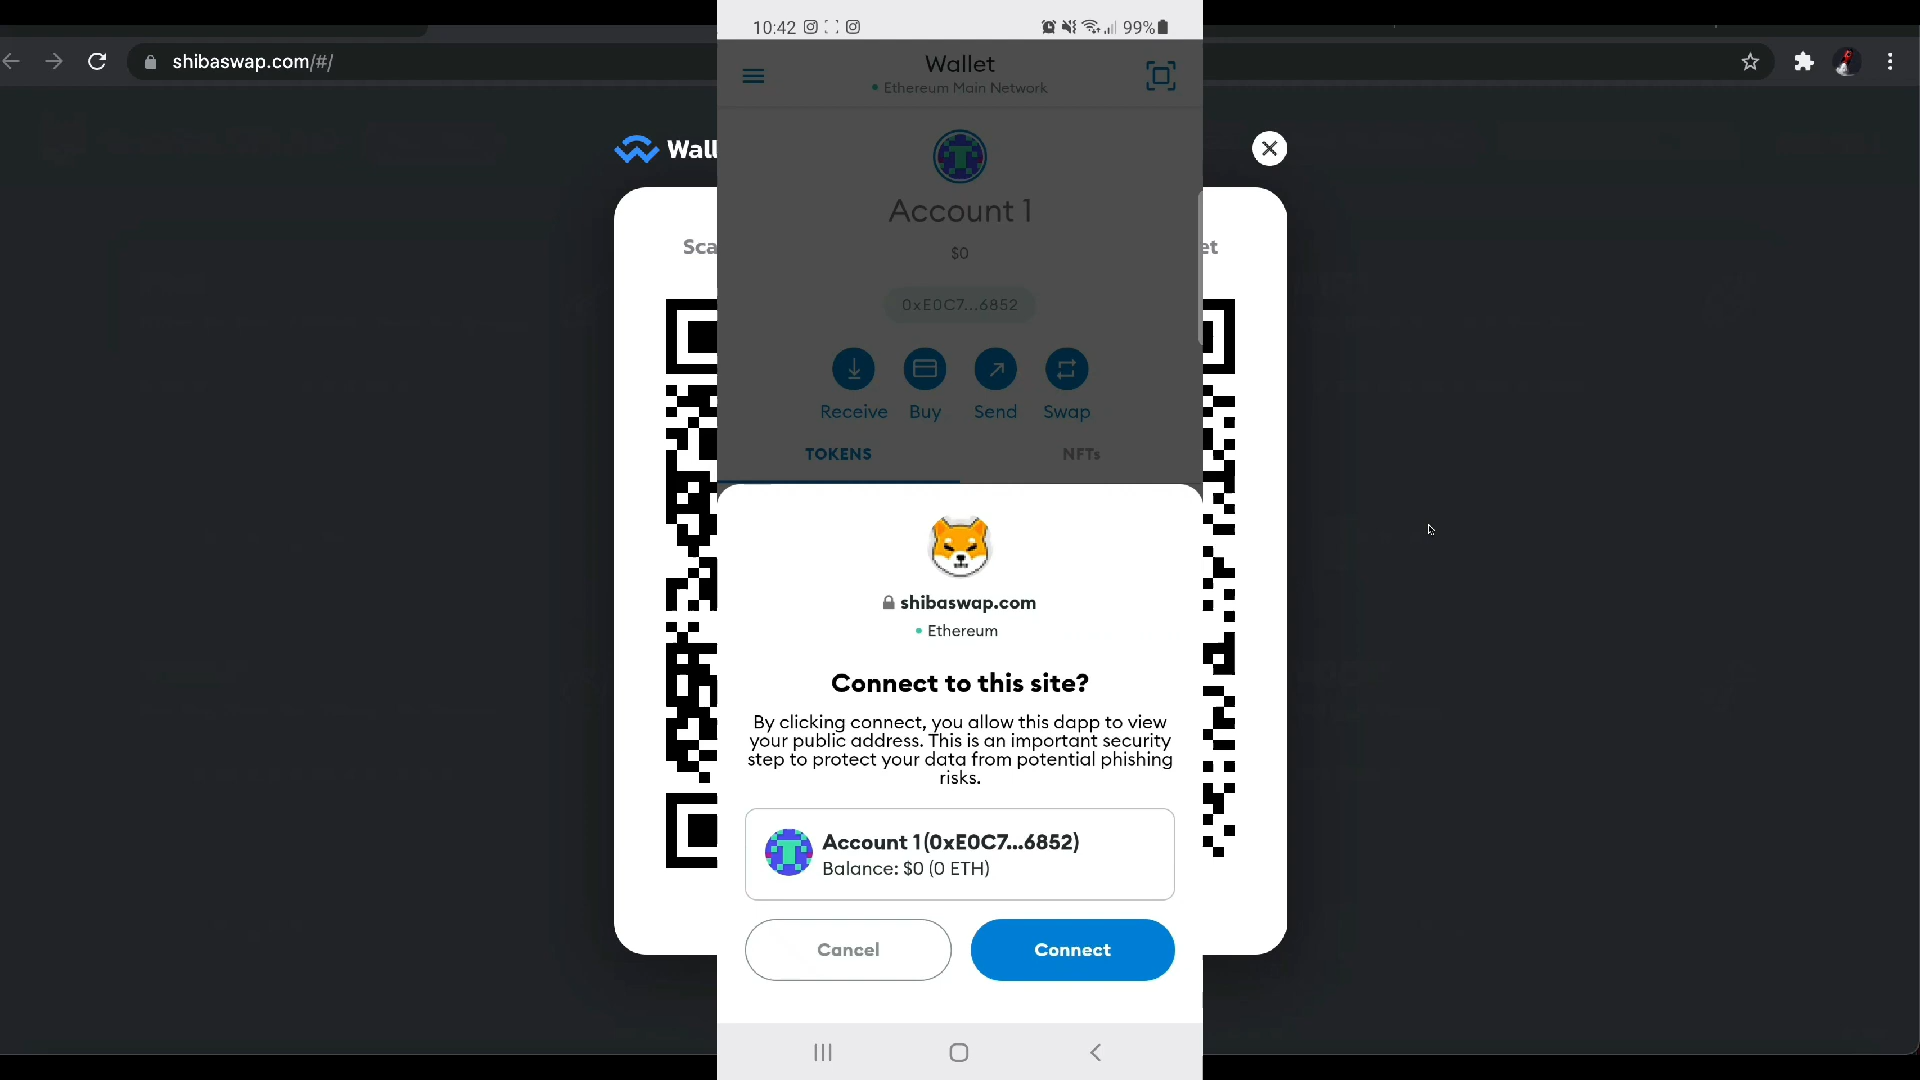 10:42
99%
shibaswap.com/#/
Wallet
Ethereum Main Network
Wall
Account 1
Sca
et
$0
0xE0C7...6852
Receive Buy Send Swap
TOKENS NFTs
shibaswap.com
Ethereum
Connect to this site?
By clicking connect, you allow this dapp to view
your public address. This is an important security
step to protect your data from potential phishing
risks.
Account 1 (0xE0C7...6852)
Balance: $0 (0 ETH)
Cancel Connect